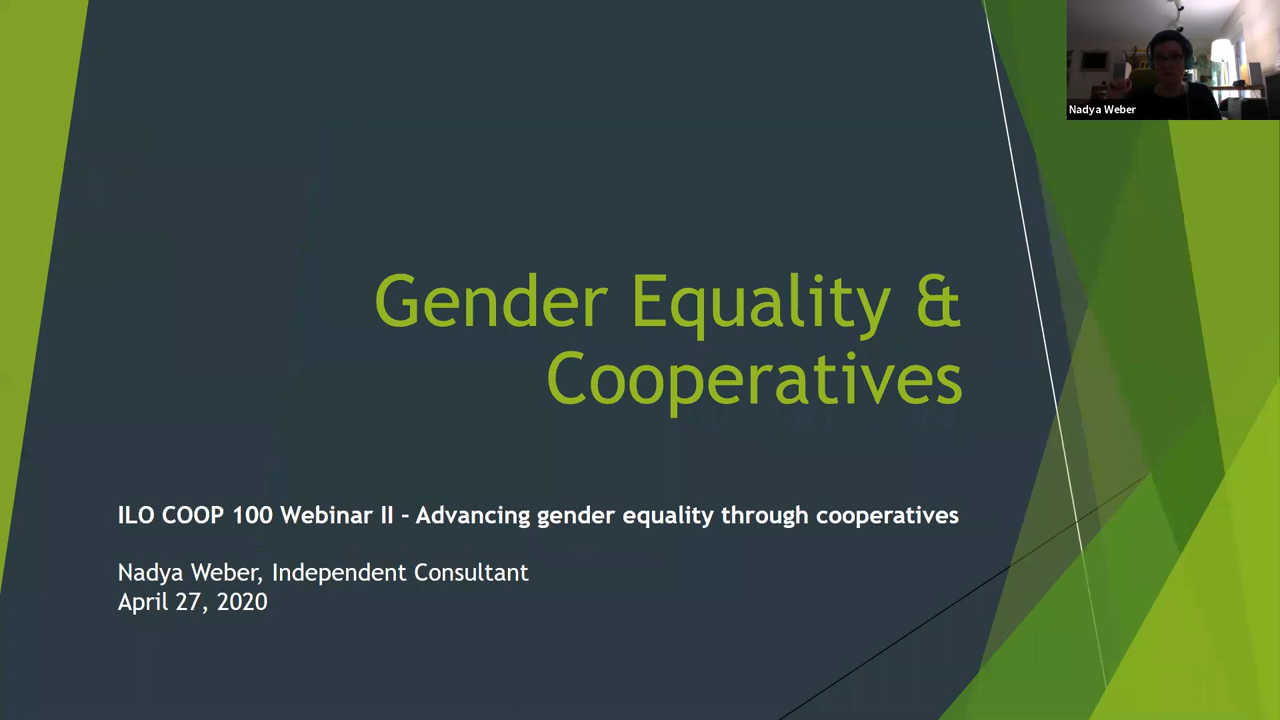 Nadya Weber
Gender Equality &
Cooperatives
ILO COOP 100 Webinar II - Advancing gender equality through cooperatives
Nadya Weber, Independent Consultant
April 27, 2020